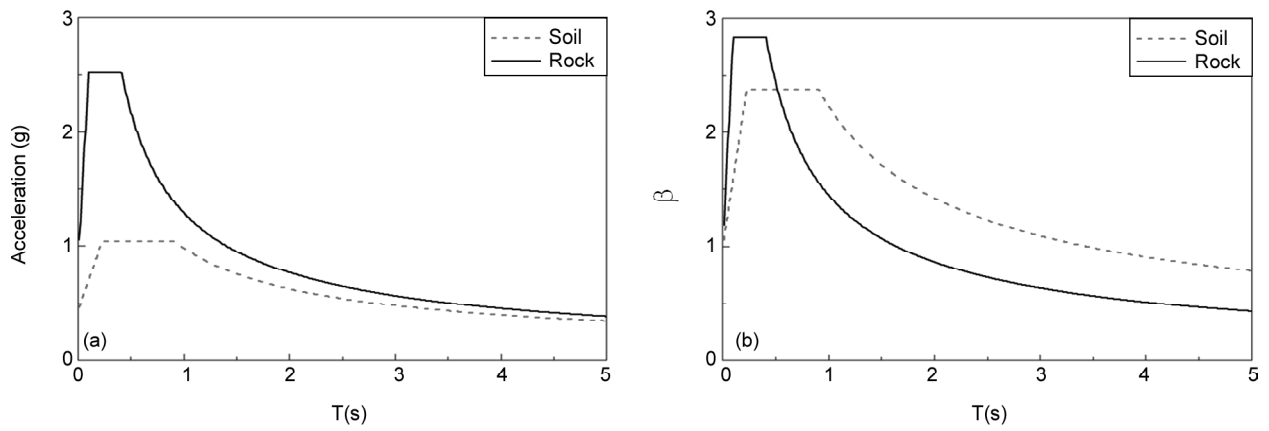 3
2
1
0
Acceleration (g)
Soil
Rock
(a)
0 1 2 3 4 5
T(s)
3
2
1
0
β
Soil
Rock
(b)
0 1 2 3 4 5
T(s)